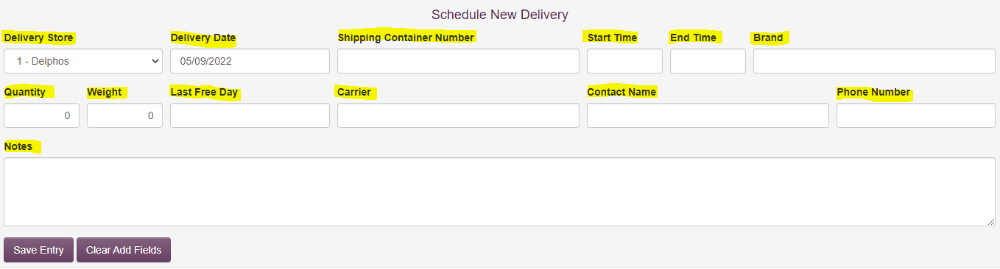 Schedule New Delivery
Delivery Store Delivery Date Shipping Container Number Start Time End Time Brand
1 - Delphos 05/09/2022
Quantity Weight Last Free Day Carrier Contact Name Phone Number
0 0
Notes
Save Entry Clear Add Fields